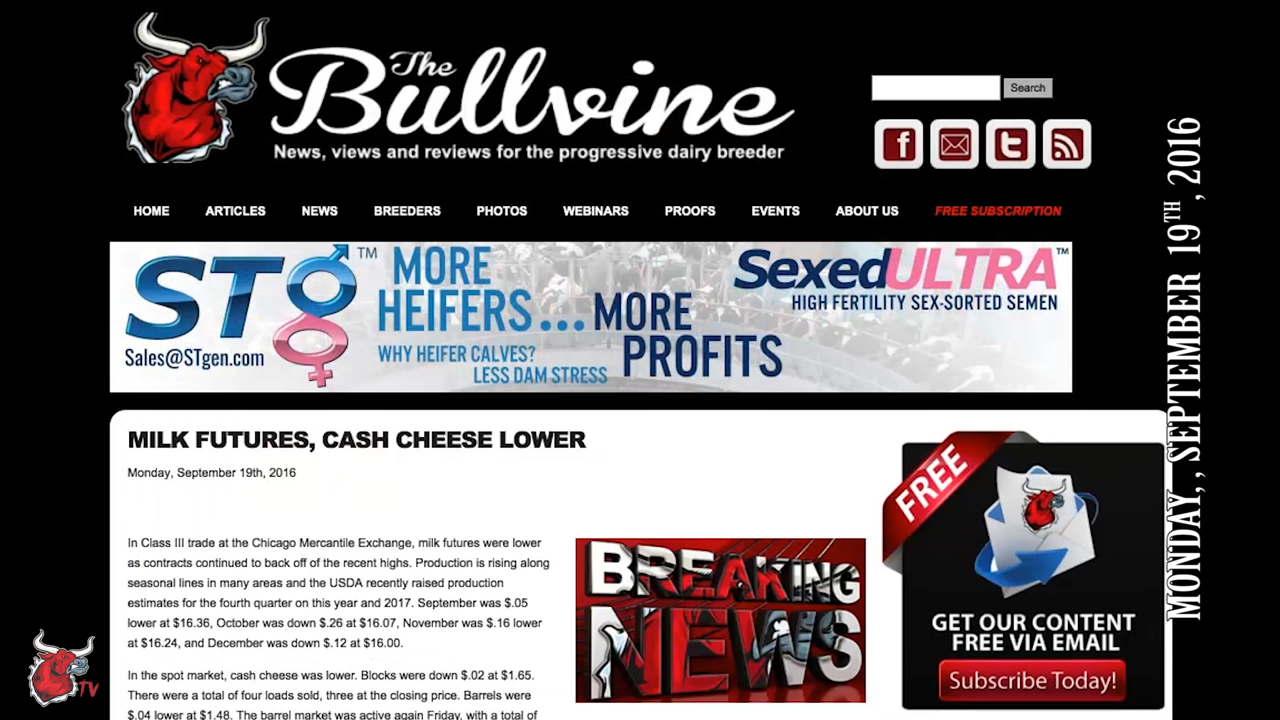 The
Bullvine
News, views and reviews for the progressive dairy breeder
Search
HOME ARTICLES NEWS BREEDERS PHOTOS WEBINARS PROOFS EVENTS ABOUT US FREE SUBSCRIPTION
STg™
Sales@STgen.com
MORE
HEIFERS...MORE
PROFITS
WHY HEIFER CALVES?
LESS DAM STRESS
SexedULTRA™
HIGH FERTILITY SEX-SORTED SEMEN
MILK FUTURES, CASH CHEESE LOWER
Monday, September 19th, 2016
In Class III trade at the Chicago Mercantile Exchange, milk futures were lower
as contracts continued to back off of the recent highs. Production is rising along
seasonal lines in many areas and the USDA recently raised production
estimates for the fourth quarter on this year and 2017. September was $.05
lower at $16.36, October was down $.26 at $16.07, November was $.16 lower
at $16.24, and December was down $.12 at $16.00.
In the spot market, cash cheese was lower. Blocks were down $.02 at $1.65.
There were a total of four loads sold, three at the closing price. Barrels were
$.04 lower at $1.48. The barrel market was active again Friday, with a total of
BREAKING
NEWS
FREE
GET OUR CONTENT
FREE VIA EMAIL
Subscribe Today!
MONDAY, , SEPTEMBER 19TH , 2016
TV